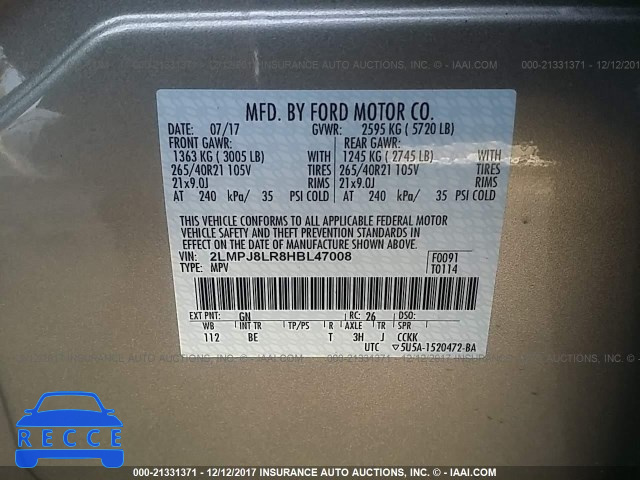 000-21331371 - 12/12/2017 INSURANCE AUTO AUCTIONS, INC. - © IAAI.COM
000-21331371 - 12/12/201
MFD. BY FORD MOTOR CO.
DATE: 07/17 GVWR: 2595 KG ( 5720 LB)
FRONT GAWR: REAR GAWR:
1363 KG ( 3005 LB) WITH 1245 KG ( 2745 LB) WITH
265/40R21 105V TIRES 265/40R21 105V TIRES
21x9.0J RIMS 21x9.0J RIMS
AT 240 kPa/ 35 PSI COLD AT 240 kPa/ 35 PSI COLD
THIS VEHICLE CONFORMS TO ALL APPLICABLE FEDERAL MOTOR
VEHICLE SAFETY AND THEFT PREVENTION STANDARDS IN
EFFECT ON THE DATE OF MANUFACTURE SHOWN ABOVE.
VIN: 2LMPJ8LR8HBL47008 F0091
TYPE: MPV T0114
EXT PNT: GN RC: 26 DSO:
WB INT TR TP/PS R AXLE TR SPR
112 BE T 3H J CCKK
UTC ▽5U5A-1520472-BA
RECCE
000-21331371 - 12/12/2017 INSURANCE AUTO AUCTIONS, INC. - © IAAI.COM